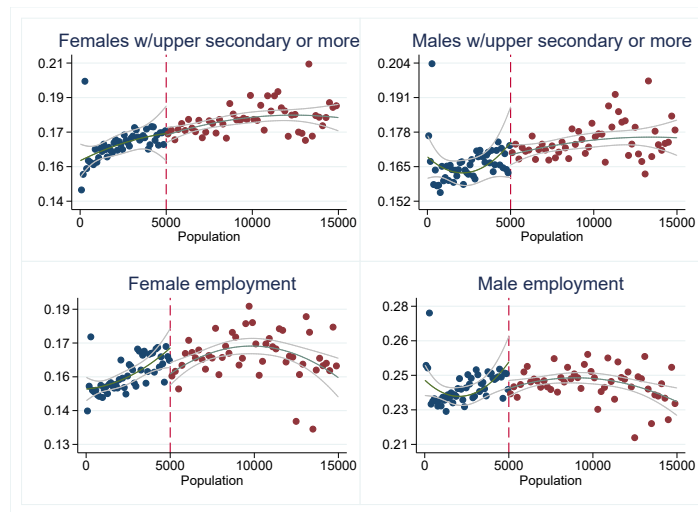 Females w/upper secondary or more
0.21
0.19
0.17
0.16
0.14
0 5000 10000 15000
Population
Males w/upper secondary or more
0.204
0.191
0.178
0.165
0.152
0 5000 10000 15000
Population
Female employment
0.19
0.17
0.16
0.14
0.13
0 5000 10000 15000
Population
Male employment
0.28
0.26
0.25
0.23
0.21
0 5000 10000 15000
Population